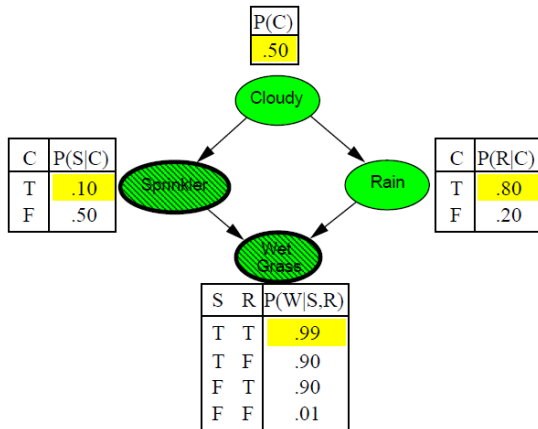 P(C)
.50
Cloudy
C P(S|C)
T .10
F .50
Sprinkler
Rain
C P(R|C)
T .80
F .20
Wet
Grass
S R P(W|S,R)
T T .99
T F .90
F T .90
F F .01